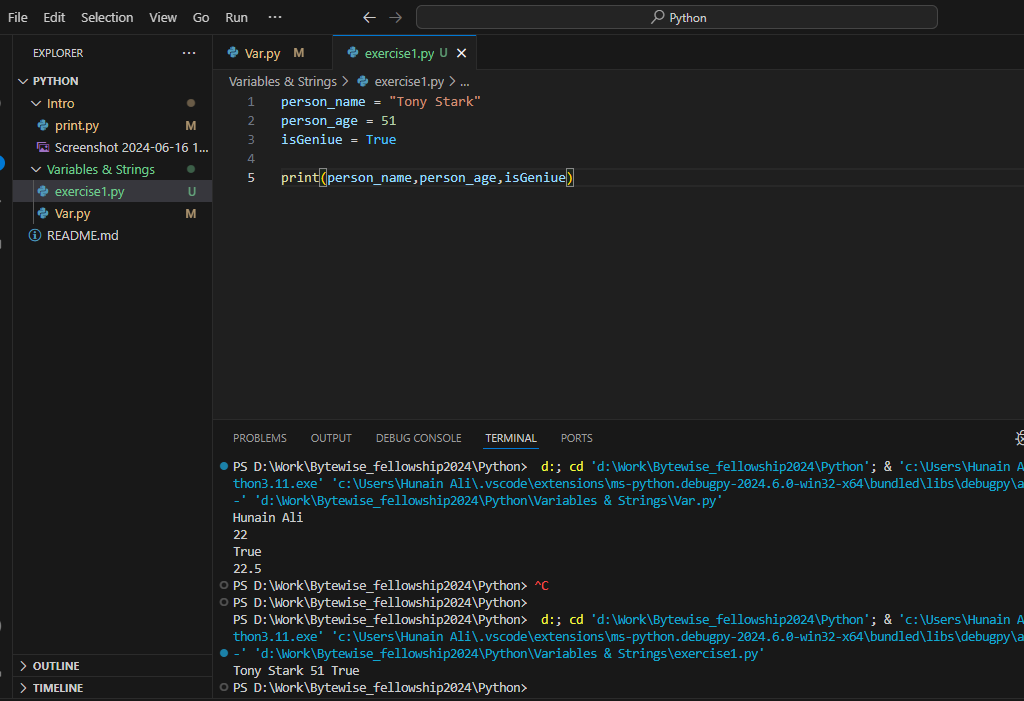 File Edit Selection View Go Run ··· Python
EXPLORER ···
PYTHON
Intro
print.py M
Screenshot 2024-06-16 1...
Variables & Strings
exercise1.py U
Var.py M
README.md
OUTLINE
TIMELINE
Var.py M exercise1.py U
Variables & Strings > exercise1.py > ...
1 person_name = "Tony Stark"
2 person_age = 51
3 isGeniue = True
4
5 print(person_name,person_age,isGeniue)
PROBLEMS OUTPUT DEBUG CONSOLE TERMINAL PORTS
PS D:\Work\Bytewise_fellowship2024\Python> d:; cd 'd:\Work\Bytewise_fellowship2024\Python'; & 'c:\Users\Hunain A
thon3.11.exe' 'c:\Users\Hunain Ali\.vscode\extensions\ms-python.debugpy-2024.6.0-win32-x64\bundled\libs\debugpy\a
-' 'd:\Work\Bytewise_fellowship2024\Python\Variables & Strings\Var.py'
Hunain Ali
22
True
22.5
PS D:\Work\Bytewise_fellowship2024\Python> ^C
PS D:\Work\Bytewise_fellowship2024\Python>
PS D:\Work\Bytewise_fellowship2024\Python> d:; cd 'd:\Work\Bytewise_fellowship2024\Python'; & 'c:\Users\Hunain A
thon3.11.exe' 'c:\Users\Hunain Ali\.vscode\extensions\ms-python.debugpy-2024.6.0-win32-x64\bundled\libs\debugpy\a
-' 'd:\Work\Bytewise_fellowship2024\Python\Variables & Strings\exercise1.py'
Tony Stark 51 True
PS D:\Work\Bytewise_fellowship2024\Python>